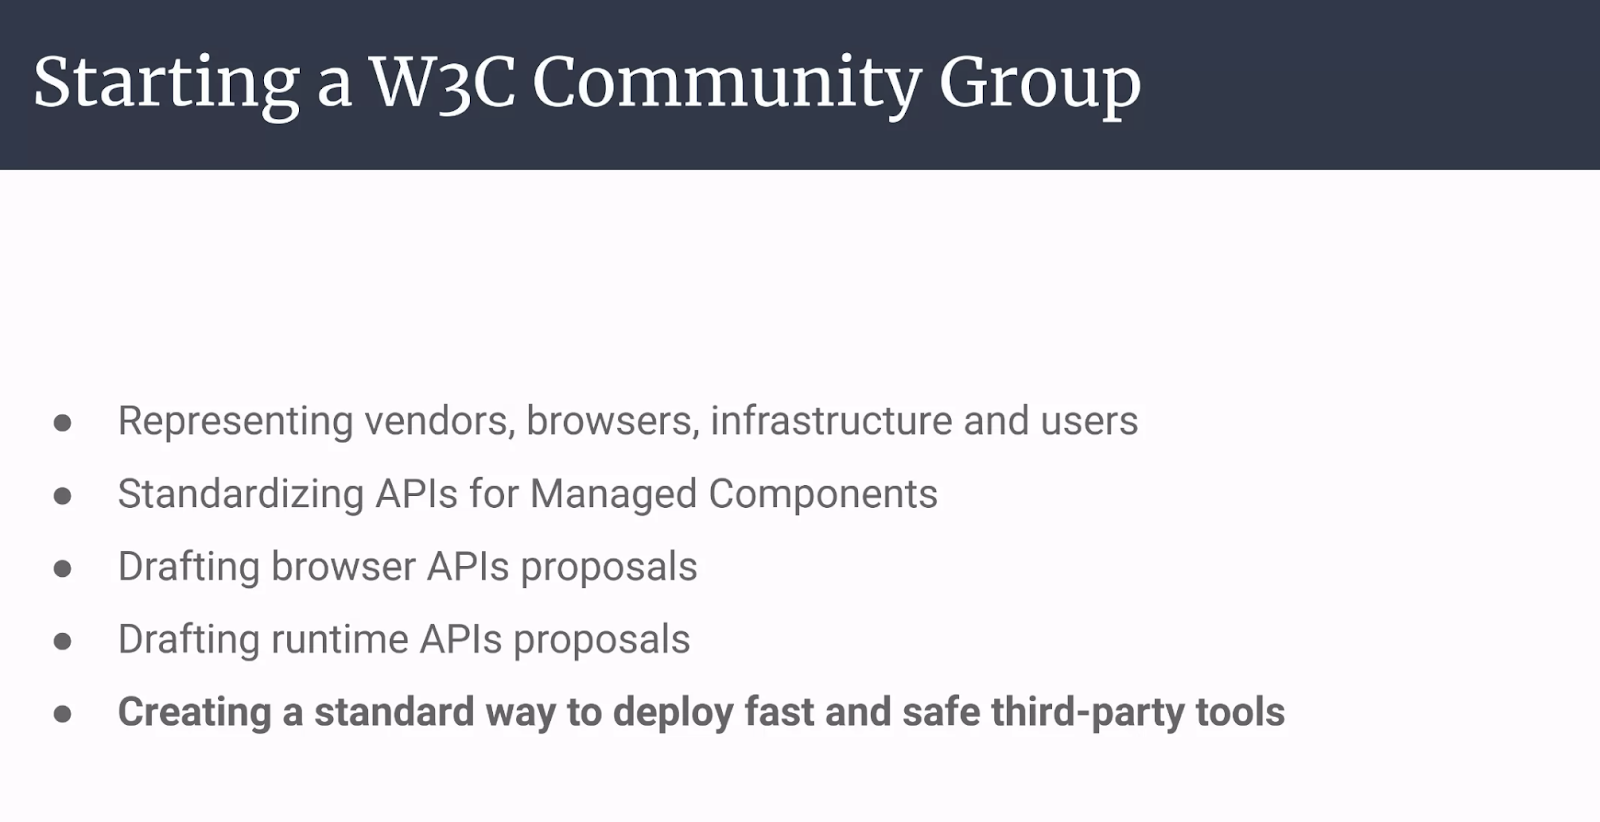 Starting a W3C Community Group
● Representing vendors, browsers, infrastructure and users
● Standardizing APIs for Managed Components
● Drafting browser APIs proposals
● Drafting runtime APIs proposals
● Creating a standard way to deploy fast and safe third-party tools